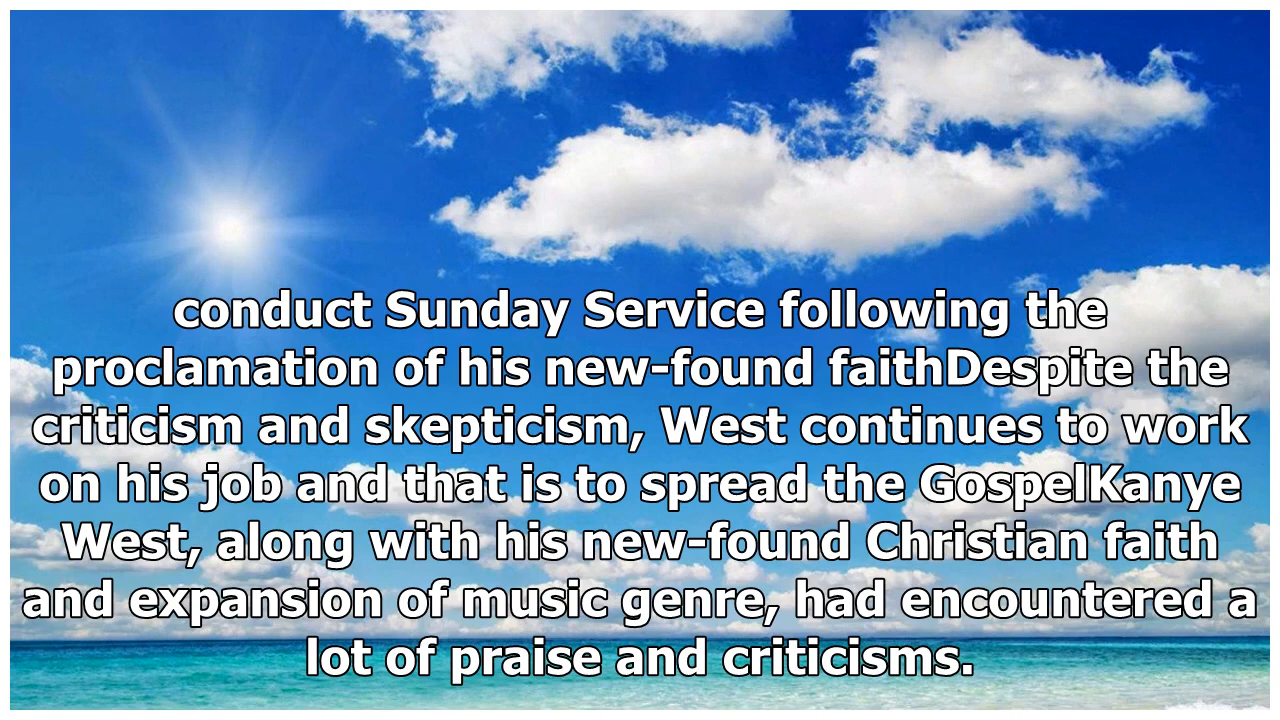 conduct Sunday Service following the
proclamation of his new-found faithDespite the
criticism and skepticism, West continues to work
on his job and that is to spread the GospelKanye
West, along with his new-found Christian faith
and expansion of music genre, had encountered a
lot of praise and criticisms.